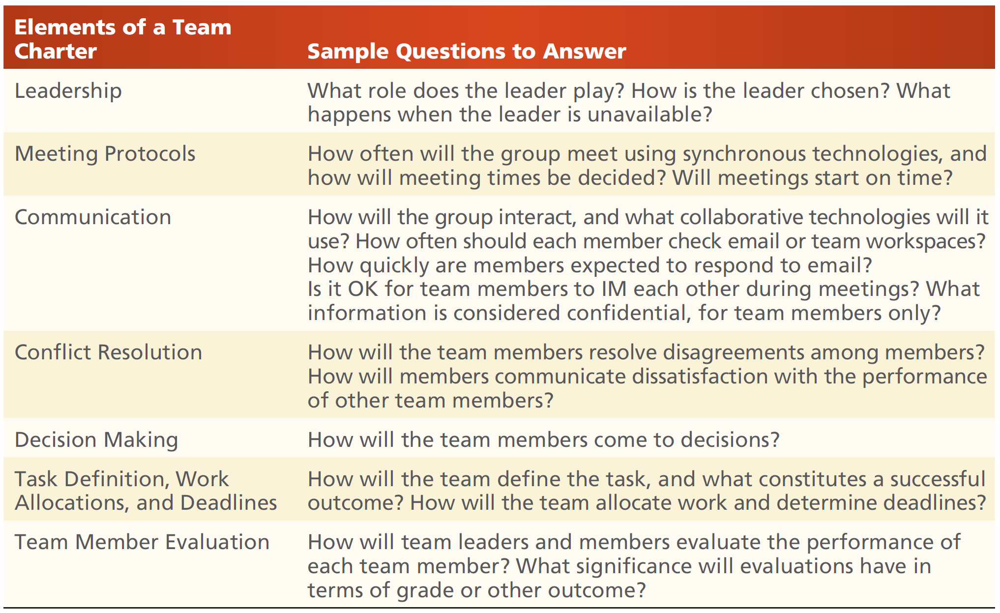 Elements of a Team
Charter
Sample Questions to Answer
Leadership
What role does the leader play? How is the leader chosen? What
happens when the leader is unavailable?
Meeting Protocols
How often will the group meet using synchronous technologies, and
how will meeting times be decided? Will meetings start on time?
Communication
How will the group interact, and what collaborative technologies will it
use? How often should each member check email or team workspaces?
How quickly are members expected to respond to email?
Is it OK for team members to IM each other during meetings? What
information is considered confidential, for team members only?
Conflict Resolution
How will the team members resolve disagreements among members?
How will members communicate dissatisfaction with the performance
of other team members?
Decision Making
How will the team members come to decisions?
Task Definition, Work
Allocations, and Deadlines
How will the team define the task, and what constitutes a successful
outcome? How will the team allocate work and determine deadlines?
Team Member Evaluation
How will team leaders and members evaluate the performance of
each team member? What significance will evaluations have in
terms of grade or other outcome?